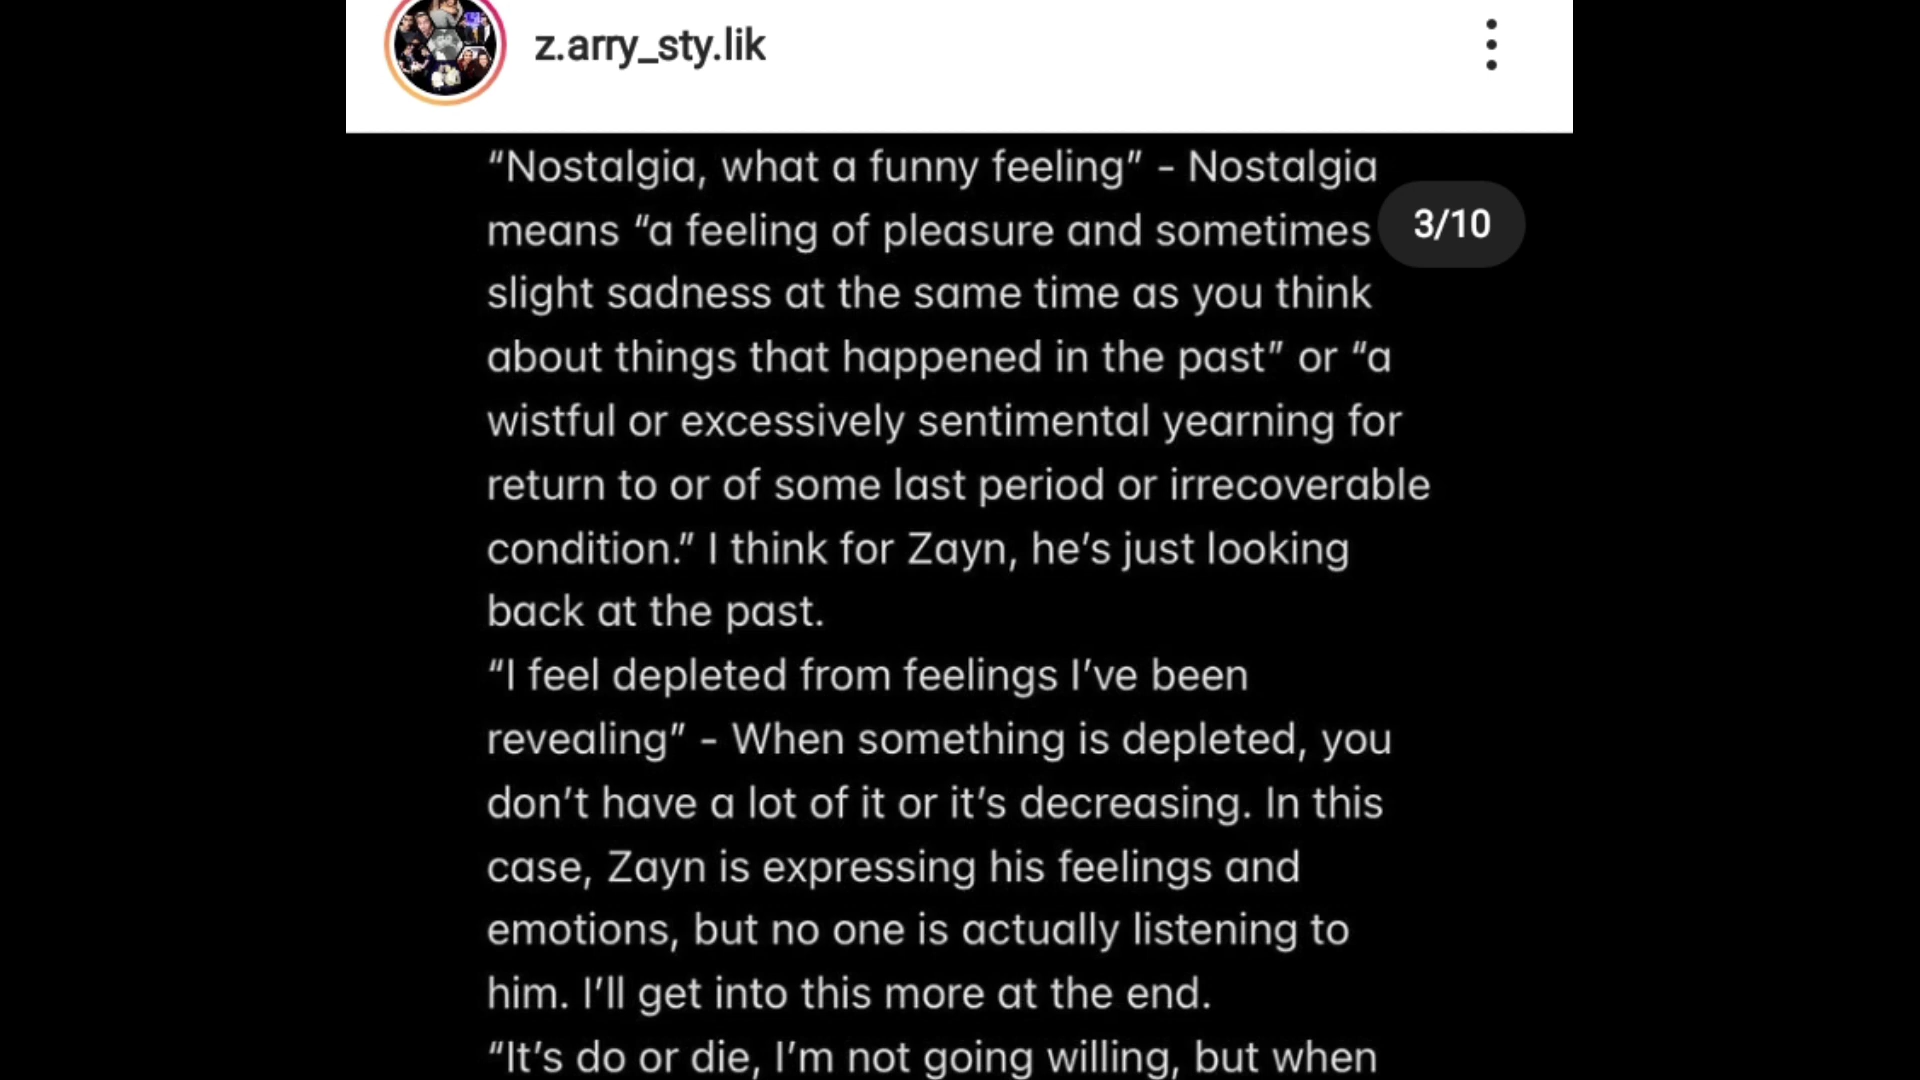 z.arry_sty.lik
“Nostalgia, what a funny feeling” - Nostalgia
means “a feeling of pleasure and sometimes
3/10
slight sadness at the same time as you think
about things that happened in the past” or “a
wistful or excessively sentimental yearning for
return to or of some last period or irrecoverable
condition.” I think for Zayn, he’s just looking
back at the past.
“I feel depleted from feelings I’ve been
revealing” - When something is depleted, you
don’t have a lot of it or it’s decreasing. In this
case, Zayn is expressing his feelings and
emotions, but no one is actually listening to
him. I’ll get into this more at the end.
“It’s do or die, I’m not going willing, but when